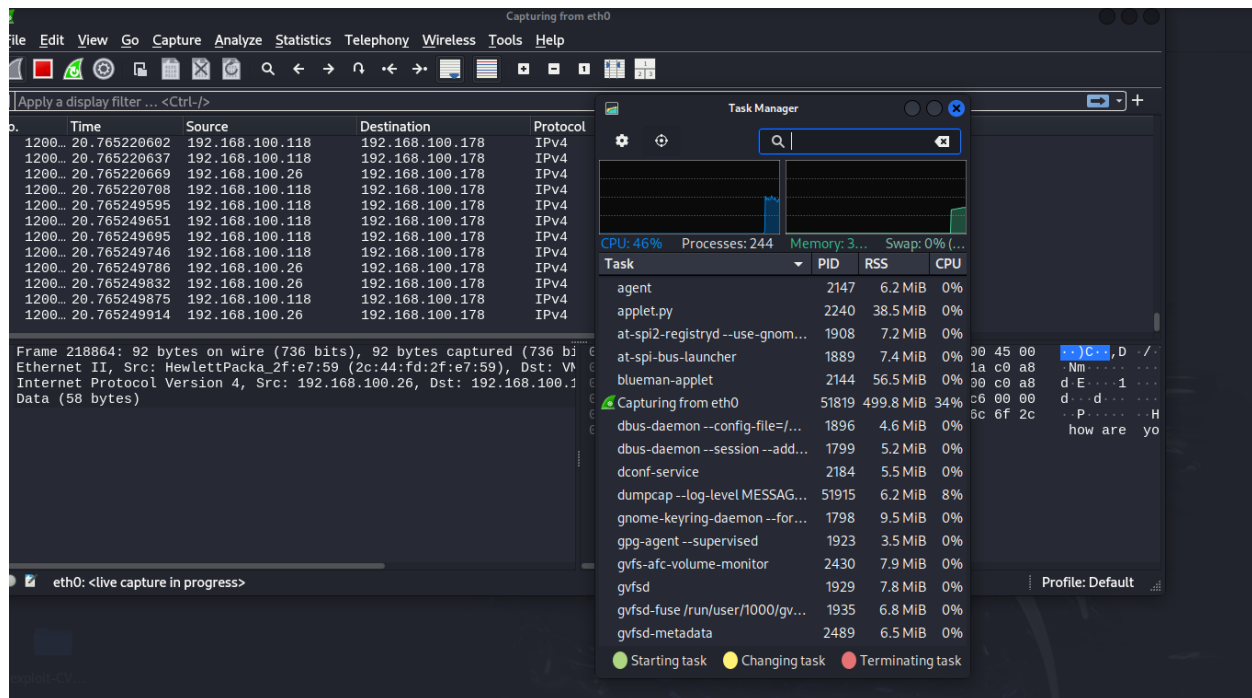 Capturing from eth0
File Edit View Go Capture Analyze Statistics Telephony Wireless Tools Help
Apply a display filter ... <Ctrl-/>
Time Source Destination Protocol
1200… 20.765220602 192.168.100.118 192.168.100.178 IPv4
1200… 20.765220637 192.168.100.118 192.168.100.178 IPv4
1200… 20.765220669 192.168.100.26 192.168.100.178 IPv4
1200… 20.765220708 192.168.100.118 192.168.100.178 IPv4
1200… 20.765249595 192.168.100.118 192.168.100.178 IPv4
1200… 20.765249651 192.168.100.118 192.168.100.178 IPv4
1200… 20.765249695 192.168.100.118 192.168.100.178 IPv4
1200… 20.765249746 192.168.100.118 192.168.100.178 IPv4
1200… 20.765249786 192.168.100.26 192.168.100.178 IPv4
1200… 20.765249832 192.168.100.26 192.168.100.178 IPv4
1200… 20.765249875 192.168.100.118 192.168.100.178 IPv4
1200… 20.765249914 192.168.100.26 192.168.100.178 IPv4
Frame 218864: 92 bytes on wire (736 bits), 92 bytes captured (736 bi
Ethernet II, Src: HewlettPacka_2f:e7:59 (2c:44:fd:2f:e7:59), Dst: VM
Internet Protocol Version 4, Src: 192.168.100.26, Dst: 192.168.100.1
Data (58 bytes)
00 45 00 ··)C··,D ·/·
1a c0 a8 ·Nm····· ···
00 c0 a8 d·E····1 ···
c6 00 00 d···d··· ···
6c 6f 2c ··P····· ··H
how are yo
eth0: <live capture in progress>
Profile: Default
Task Manager
CPU: 46% Processes: 244 Memory: 3... Swap: 0% (...
Task PID RSS CPU
agent 2147 6.2 MiB 0%
applet.py 2240 38.5 MiB 0%
at-spi2-registryd --use-gnom... 1908 7.2 MiB 0%
at-spi-bus-launcher 1889 7.4 MiB 0%
blueman-applet 2144 56.5 MiB 0%
Capturing from eth0 51819 499.8 MiB 34%
dbus-daemon --config-file=/... 1896 4.6 MiB 0%
dbus-daemon --session --add... 1799 5.2 MiB 0%
dconf-service 2184 5.5 MiB 0%
dumpcap --log-level MESSAG... 51915 6.2 MiB 8%
gnome-keyring-daemon --for... 1798 9.5 MiB 0%
gpg-agent --supervised 1923 3.5 MiB 0%
gvfs-afc-volume-monitor 2430 7.9 MiB 0%
gvfsd 1929 7.8 MiB 0%
gvfsd-fuse /run/user/1000/gv... 1935 6.8 MiB 0%
gvfsd-metadata 2489 6.5 MiB 0%
Starting task Changing task Terminating task
exploit-CV...